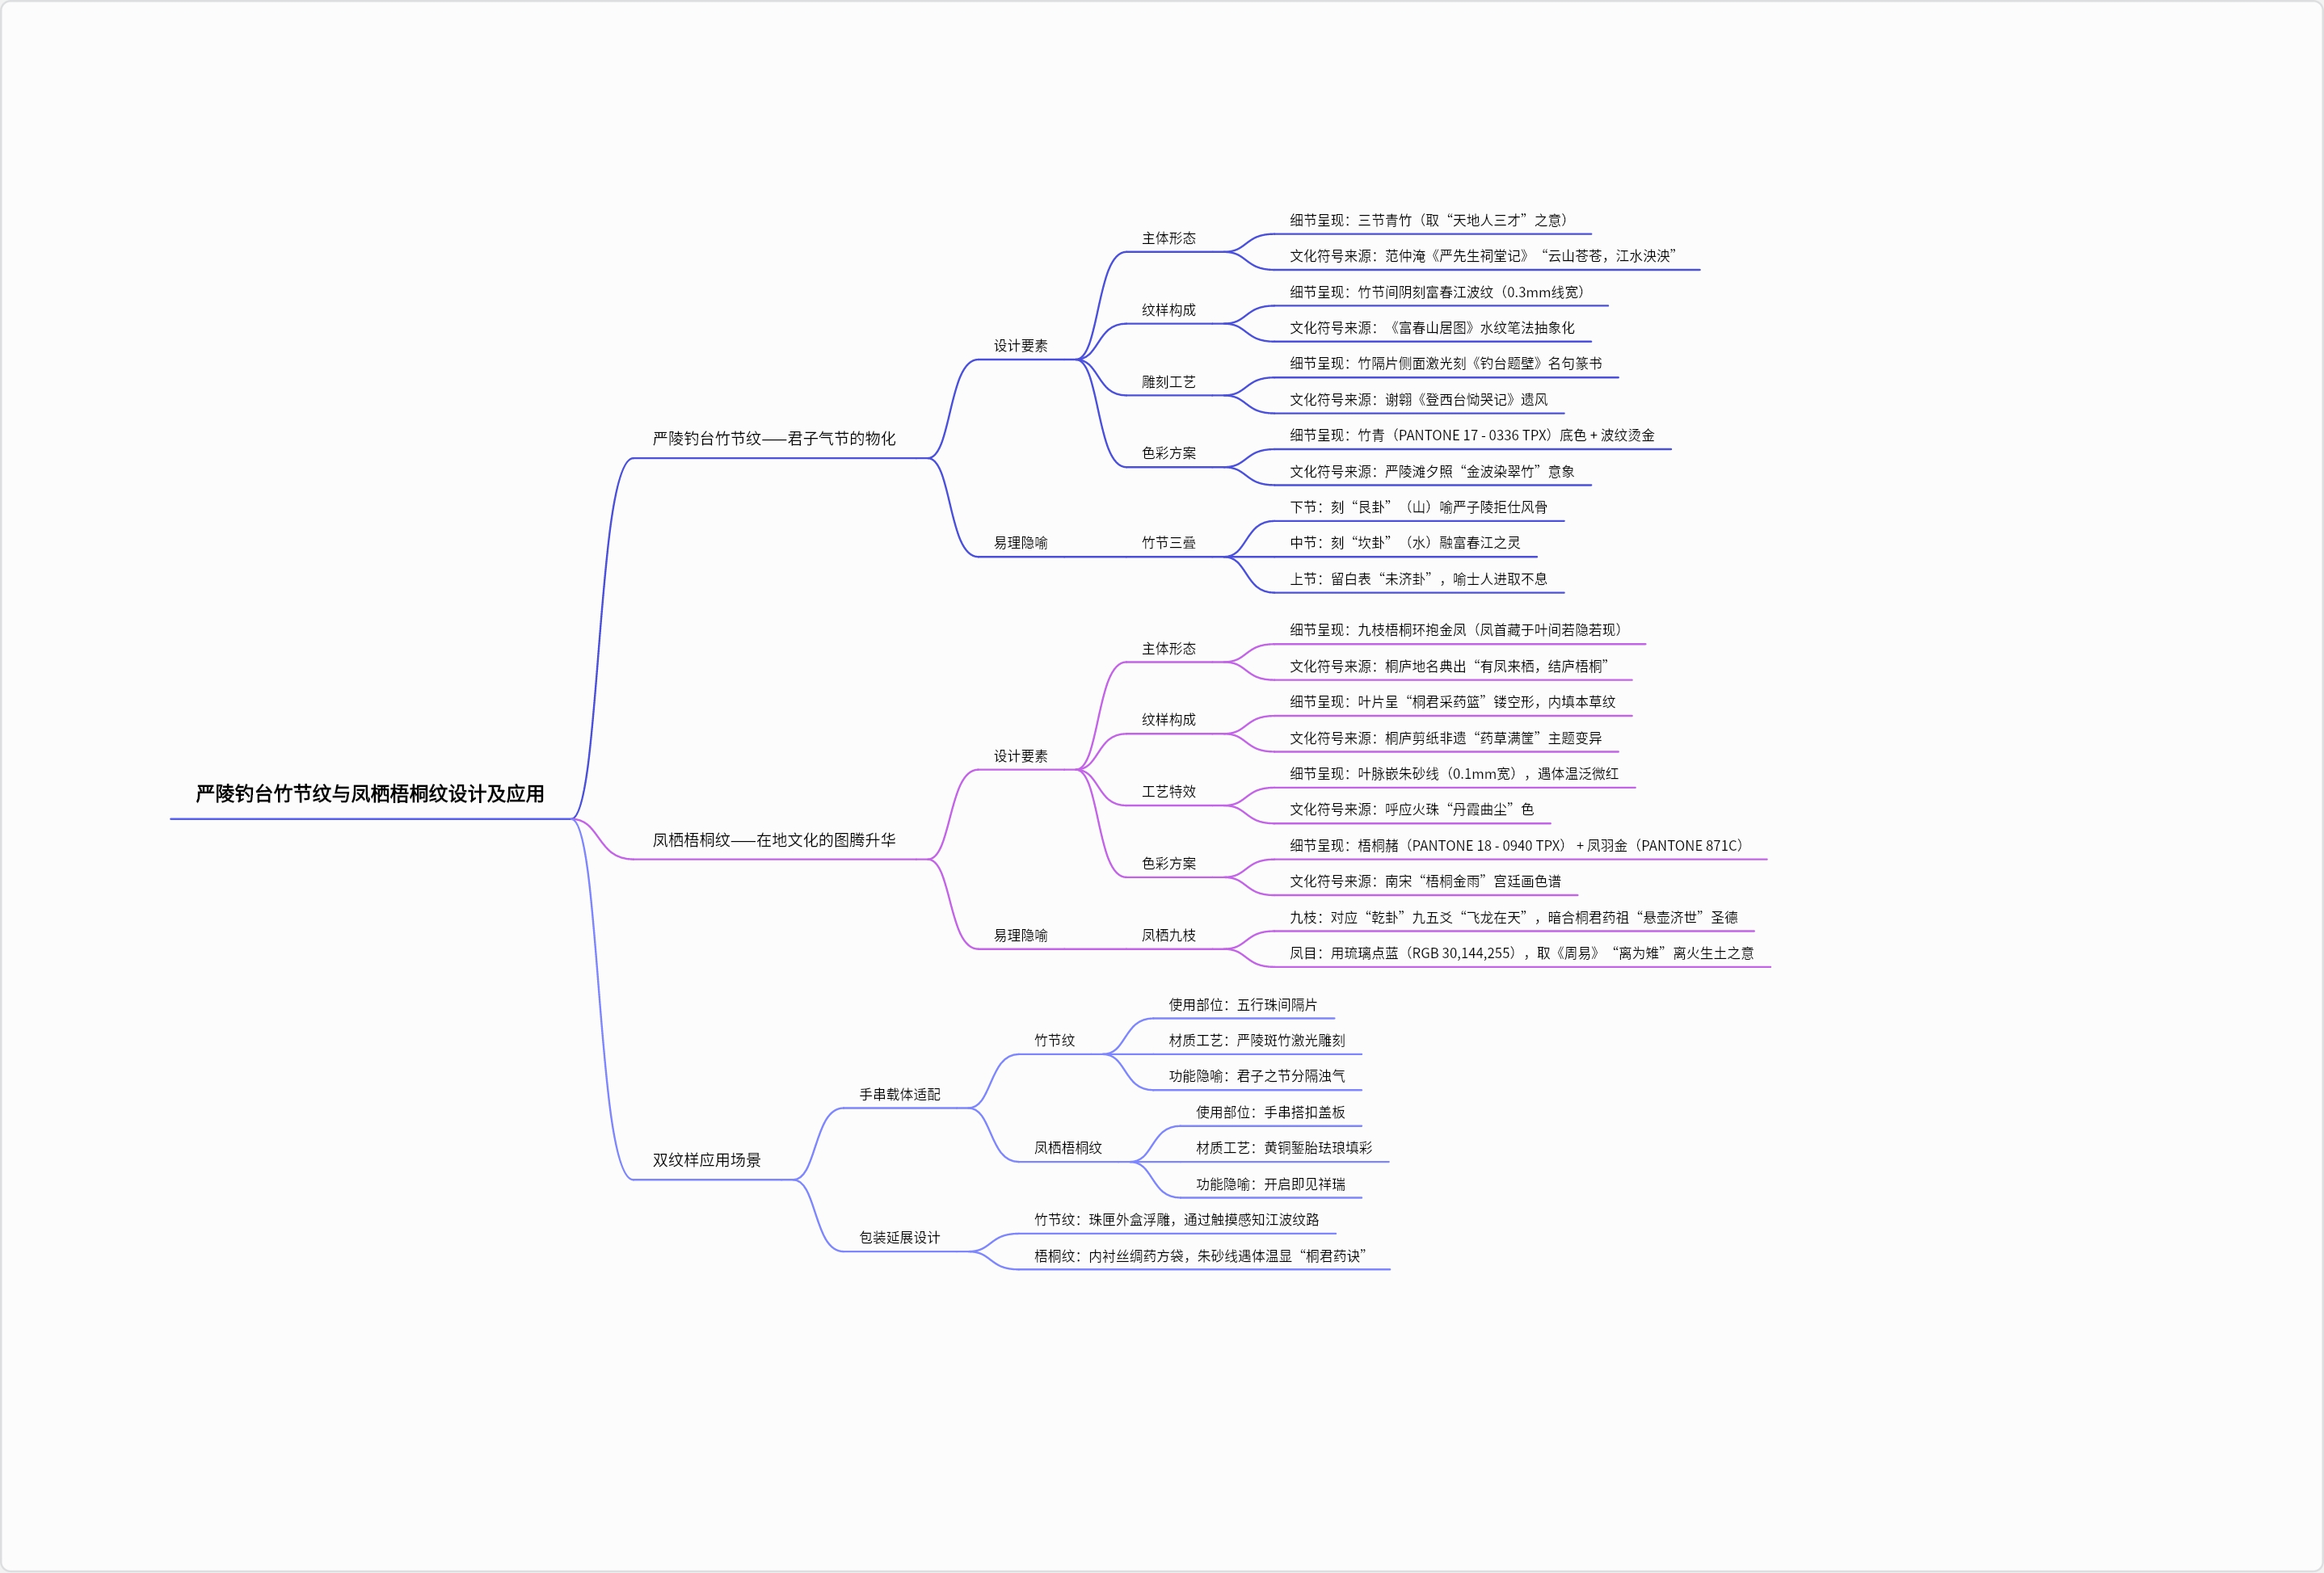 严陵钓台竹节纹与凤栖梧桐纹设计及应用
严陵钓台竹节纹——君子气节的物化
设计要素
主体形态
细节呈现：三节青竹（取“天地人三才”之意）
文化符号来源：范仲淹《严先生祠堂记》“云山苍苍，江水泱泱”
纹样构成
细节呈现：竹节间阴刻富春江波纹（0.3mm线宽）
文化符号来源：《富春山居图》水纹笔法抽象化
雕刻工艺
细节呈现：竹隔片侧面激光刻《钓台题壁》名句篆书
文化符号来源：谢翱《登西台恸哭记》遗风
色彩方案
细节呈现：竹青（PANTONE 17 - 0336 TPX）底色 + 波纹烫金
文化符号来源：严陵滩夕照“金波染翠竹”意象
易理隐喻
竹节三叠
下节：刻“艮卦”（山）喻严子陵拒仕风骨
中节：刻“坎卦”（水）融富春江之灵
上节：留白表“未济卦”，喻士人进取不息
凤栖梧桐纹——在地文化的图腾升华
设计要素
主体形态
细节呈现：九枝梧桐环抱金凤（凤首藏于叶间若隐若现）
文化符号来源：桐庐地名典出“有凤来栖，结庐梧桐”
纹样构成
细节呈现：叶片呈“桐君采药篮”镂空形，内填本草纹
文化符号来源：桐庐剪纸非遗“药草满筐”主题变异
工艺特效
细节呈现：叶脉嵌朱砂线（0.1mm宽），遇体温泛微红
文化符号来源：呼应火珠“丹霞曲尘”色
色彩方案
细节呈现：梧桐赭（PANTONE 18 - 0940 TPX） + 凤羽金（PANTONE 871C）
文化符号来源：南宋“梧桐金雨”宫廷画色谱
易理隐喻
凤栖九枝
九枝：对应“乾卦”九五爻“飞龙在天”，暗合桐君药祖“悬壶济世”圣德
凤目：用琉璃点蓝（RGB 30,144,255），取《周易》“离为雉”离火生土之意
双纹样应用场景
手串载体适配
竹节纹
使用部位：五行珠间隔片
材质工艺：严陵斑竹激光雕刻
功能隐喻：君子之节分隔浊气
凤栖梧桐纹
使用部位：手串搭扣盖板
材质工艺：黄铜錾胎珐琅填彩
功能隐喻：开启即见祥瑞
包装延展设计
竹节纹：珠匣外盒浮雕，通过触摸感知江波纹路
梧桐纹：内衬丝绸药方袋，朱砂线遇体温显“桐君药诀”